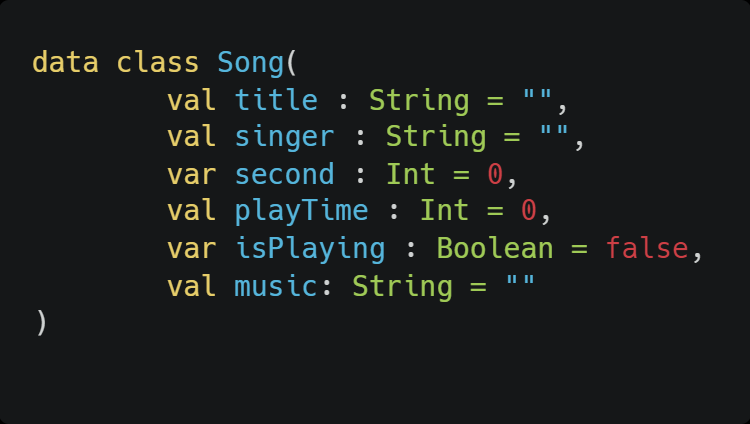 data class Song(
        val title : String = "",
        val singer : String = "",
        var second : Int = 0,
        val playTime : Int = 0,
        var isPlaying : Boolean = false,
        val music: String = ""
)